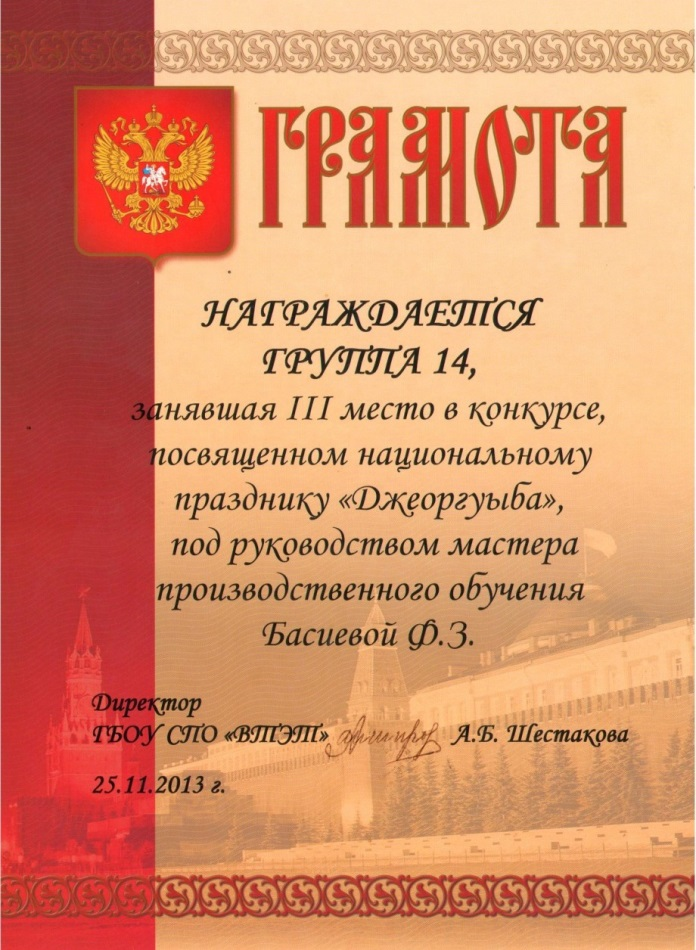 ГРАМОТА
НАГРАЖДАЕТСЯ
ГРУППА 14,
занявшая III место в конкурсе,
посвященном национальному
празднику «Джеоргуыба»,
под руководством мастера
производственного обучения
Басиевой Ф.З.
Директор
ГБОУ СПО «ВТЭТ» А.Б. Шестакова
25.11.2013 г.